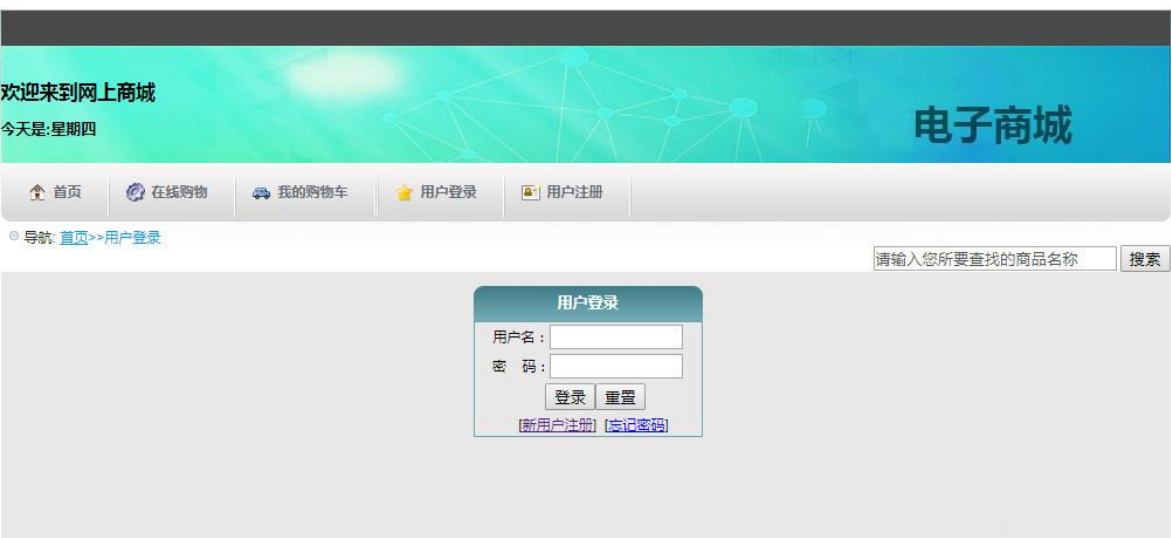 欢迎来到网上商城
今天是:星期四
电子商城
首页 在线购物 我的购物车 用户登录 用户注册
导航: 首页>>用户登录
请输入您所要查找的商品名称 搜索
用户登录
用户名：
密 码：
登录 重置
[新用户注册] [忘记密码]